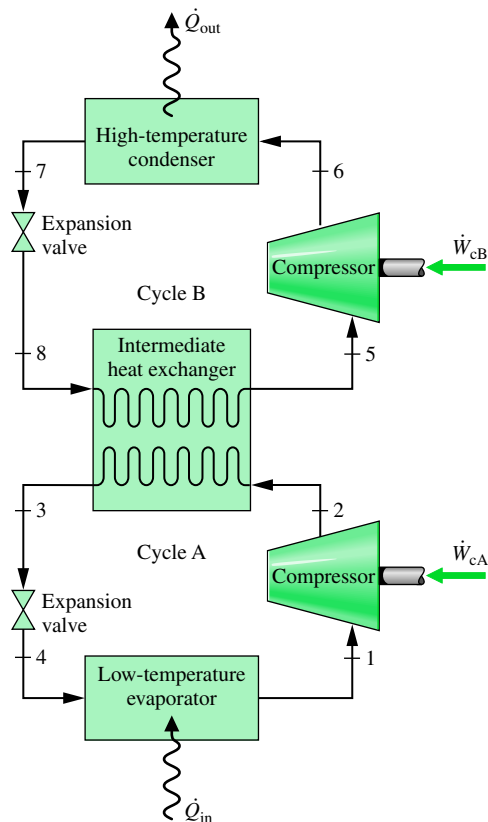 Q̇out
High-temperature
condenser
7
6
Expansion
valve
Compressor
ẆcB
Cycle B
8
5
Intermediate
heat exchanger
3
2
Cycle A
ẆcA
Compressor
Expansion
valve
4
1
Low-temperature
evaporator
Q̇in